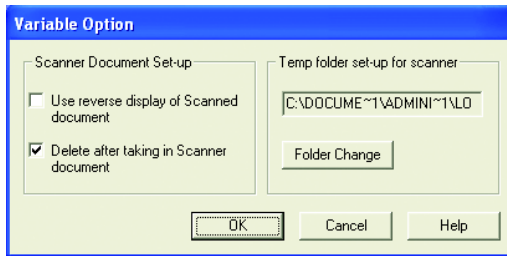 Variable Option
Scanner Document Set-up
Use reverse display of Scanned
document
Delete after taking in Scanner
document
Temp folder set-up for scanner
C:\DOCUME~1\ADMINI~1\LO
Folder Change
OK
Cancel
Help